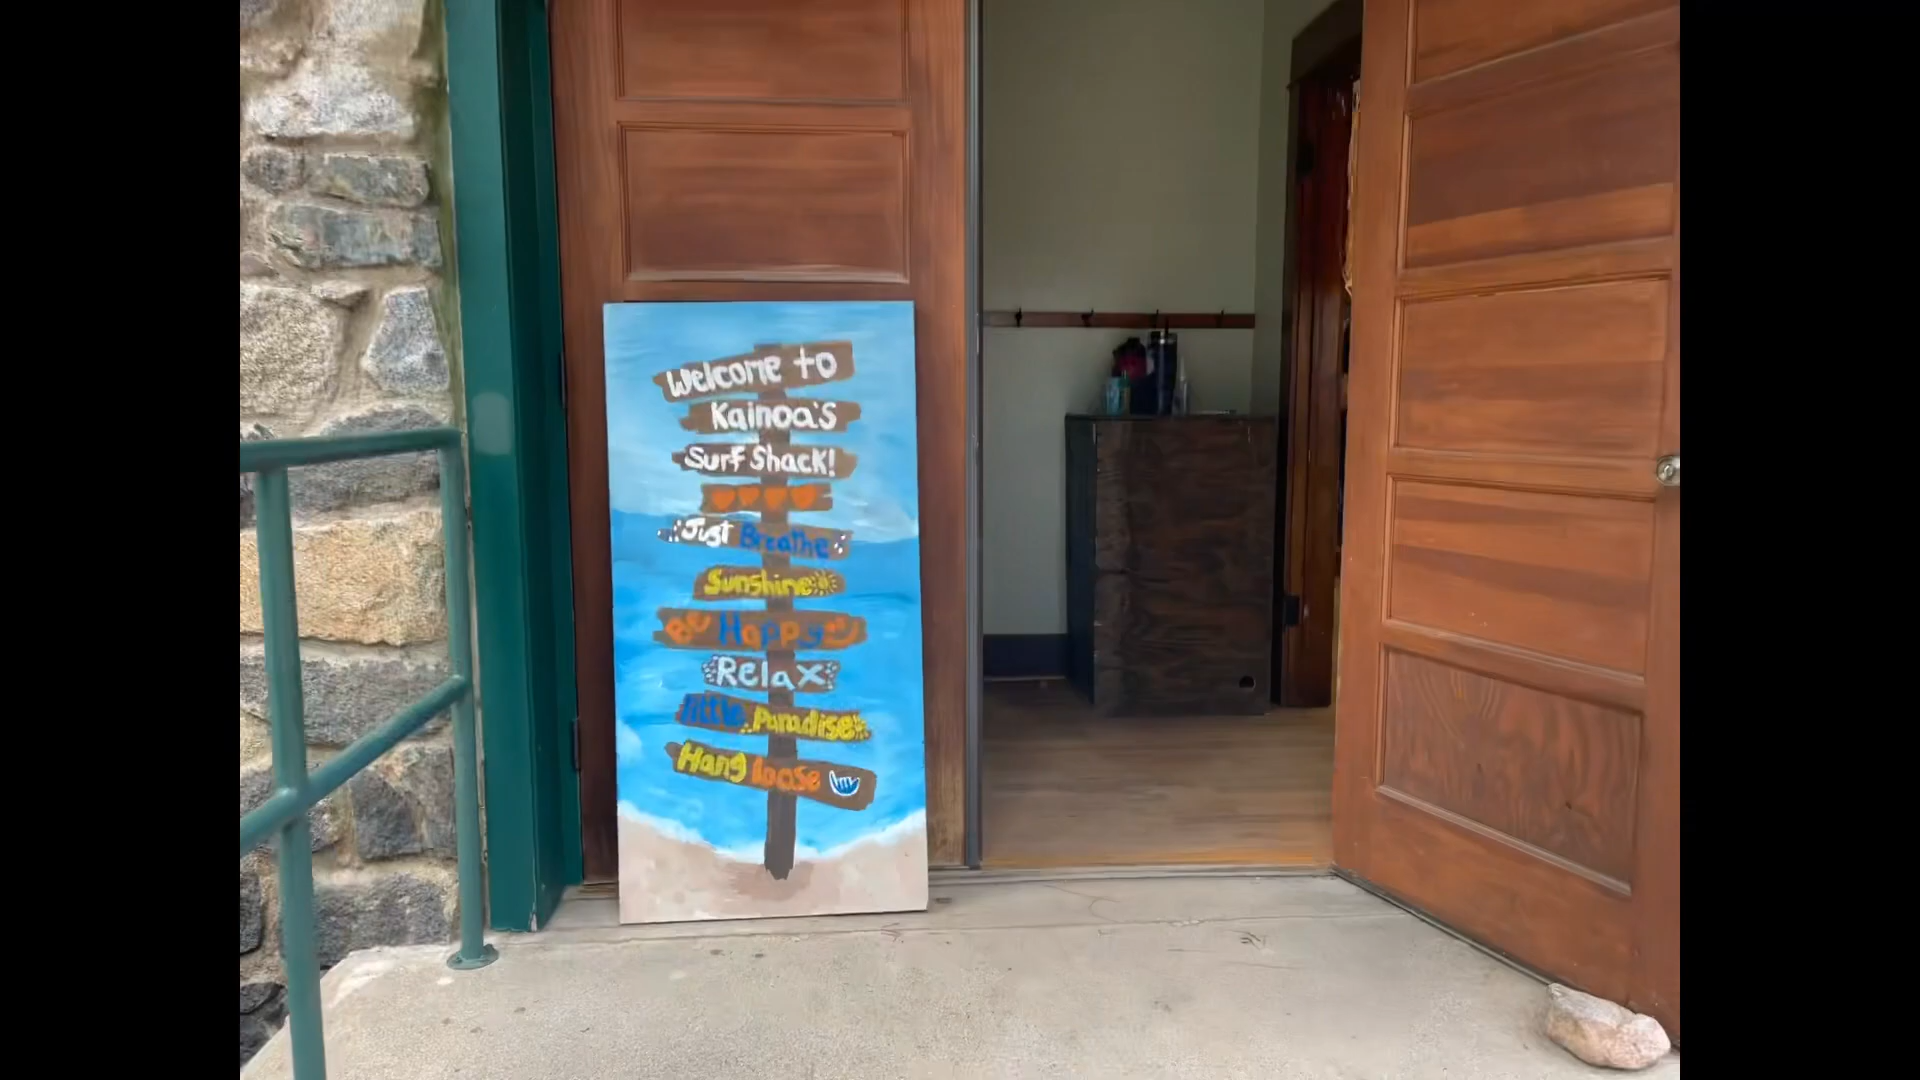 Welcome to
Kainoa's
Surf Shack!
Just Breathe
Sunshine
Be Happy
Relax
little Paradise
Hang loose